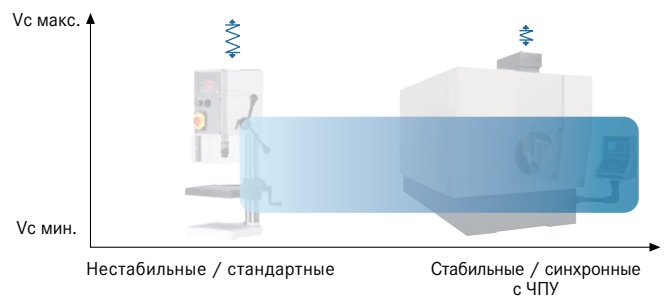 Vc макс.
Vc мин.
Нестабильные / стандартные
Стабильные / синхронные
с ЧПУ